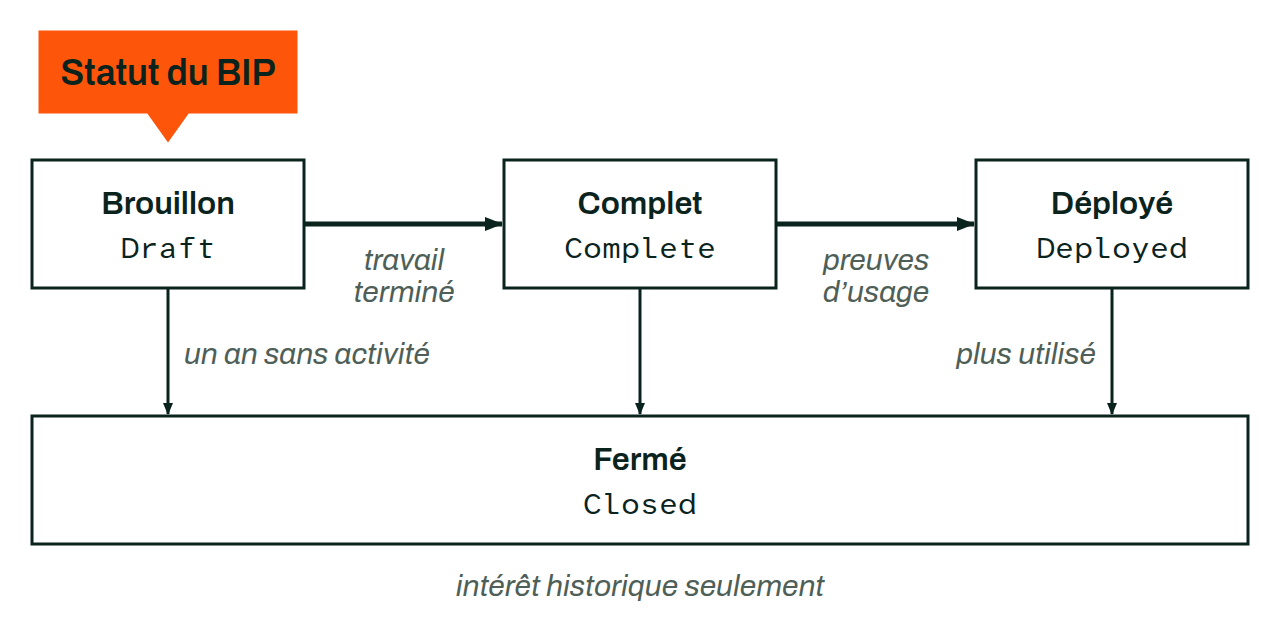 Statut du BIP
Brouillon
Draft
travail
terminé
Complet
Complete
preuves
d’usage
Déployé
Deployed
un an sans activité
plus utilisé
Fermé
Closed
intérêt historique seulement